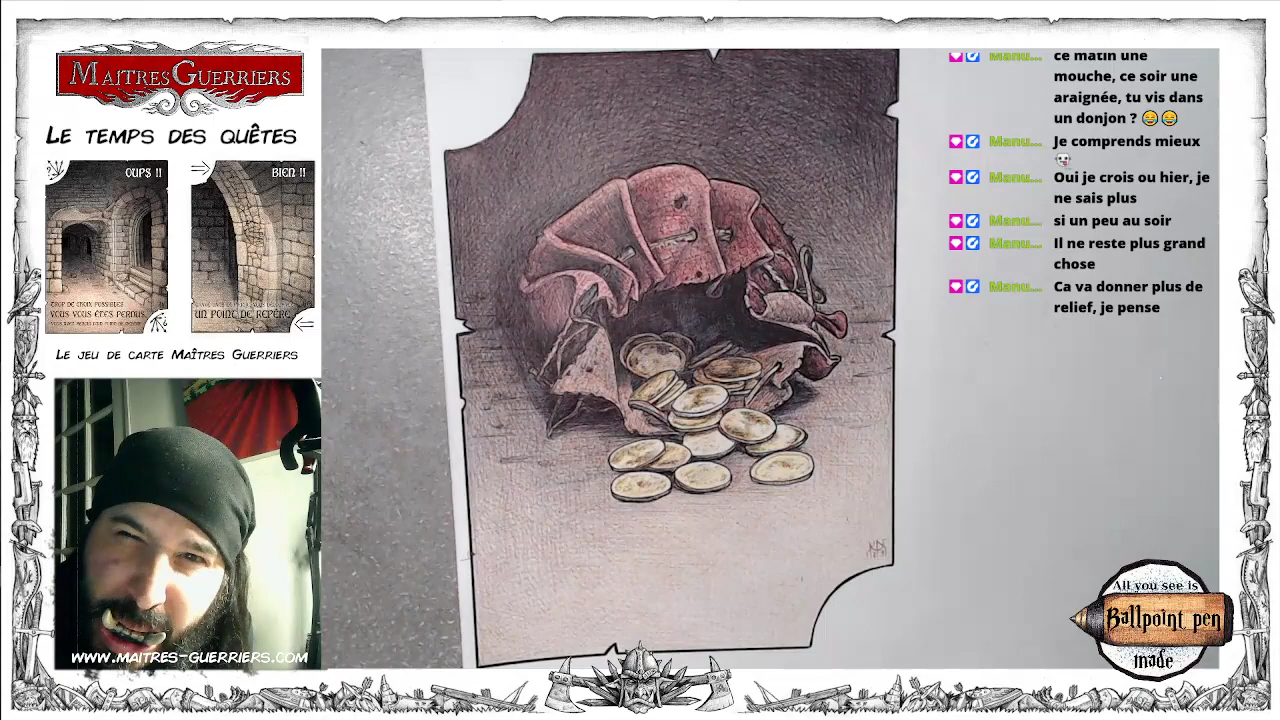 MAITRESGUERRIERS
LE TEMPS DES QUÊTES
OUPS !!
BIEN !!
TROP DE CHOIX POSSIBLES
VOUS VOUS ÊTES PERDUS
UN POINT DE REPÈRE
LE JEU DE CARTE MAÎTRES GUERRIERS
WWW.MAITRES-GUERRIERS.COM
Manu... ce matin une
mouche, ce soir une
araignée, tu vis dans
un donjon ? 😂😂
Manu... Je comprends mieux
👻
Manu... Oui je crois ou hier, je
ne sais plus
Manu... si un peu au soir
Manu... Il ne reste plus grand
chose
Manu... Ca va donner plus de
relief, je pense
All you see is
Ballpoint pen
made